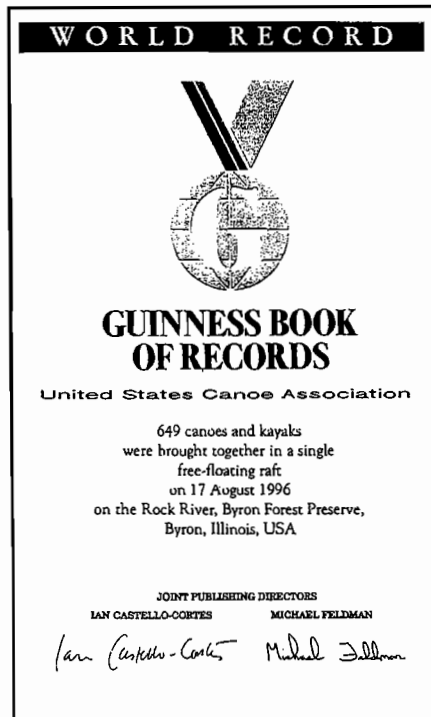 WORLD RECORD
G
GUINNESS BOOK
OF RECORDS
United States Canoe Association
649 canoes and kayaks
were brought together in a single
free-floating raft
on 17 August 1996
on the Rock River, Byron Forest Preserve,
Byron, Illinois, USA
JOINT PUBLISHING DIRECTORS
IAN CASTELLO-CORTES MICHAEL FELDMAN
Ian Castello-Cortes Michael Feldman